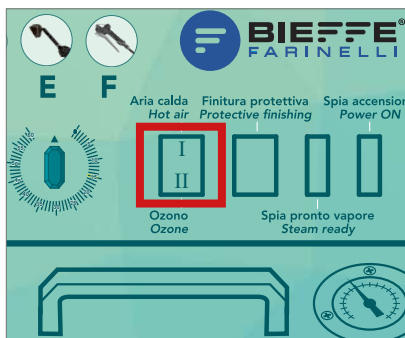 BIEFFE®
FARINELLI
E F
Aria calda Finitura protettiva Spia accension
Hot air Protective finishing Power ON
I
II
Ozono Spia pronto vapore
Ozone Steam ready